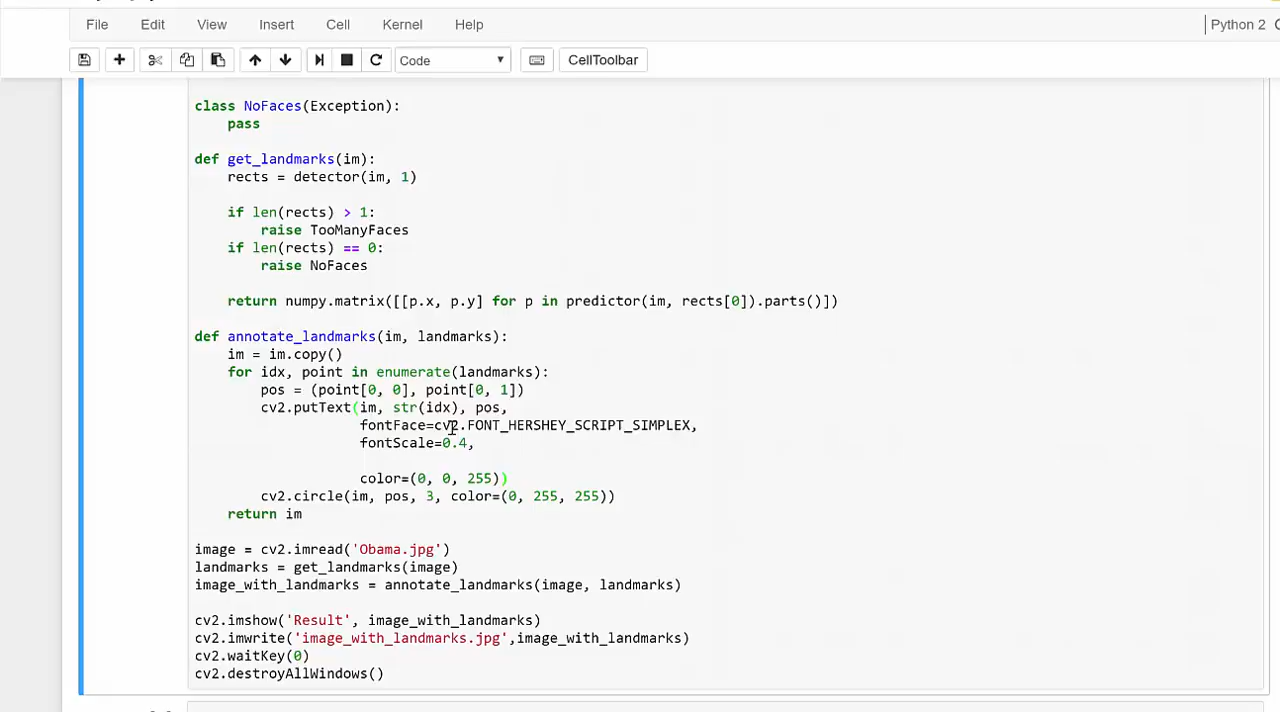 File Edit View Insert Cell Kernel Help Python 2
Code CellToolbar
class NoFaces(Exception):
    pass
def get_landmarks(im):
    rects = detector(im, 1)
    if len(rects) > 1:
        raise TooManyFaces
    if len(rects) == 0:
        raise NoFaces
    return numpy.matrix([[p.x, p.y] for p in predictor(im, rects[0]).parts()])
def annotate_landmarks(im, landmarks):
    im = im.copy()
    for idx, point in enumerate(landmarks):
        pos = (point[0, 0], point[0, 1])
        cv2.putText(im, str(idx), pos,
                    fontFace=cv2.FONT_HERSHEY_SCRIPT_SIMPLEX,
                    fontScale=0.4,
                    color=(0, 0, 255))
        cv2.circle(im, pos, 3, color=(0, 255, 255))
    return im
image = cv2.imread('Obama.jpg')
landmarks = get_landmarks(image)
image_with_landmarks = annotate_landmarks(image, landmarks)
cv2.imshow('Result', image_with_landmarks)
cv2.imwrite('image_with_landmarks.jpg',image_with_landmarks)
cv2.waitKey(0)
cv2.destroyAllWindows()